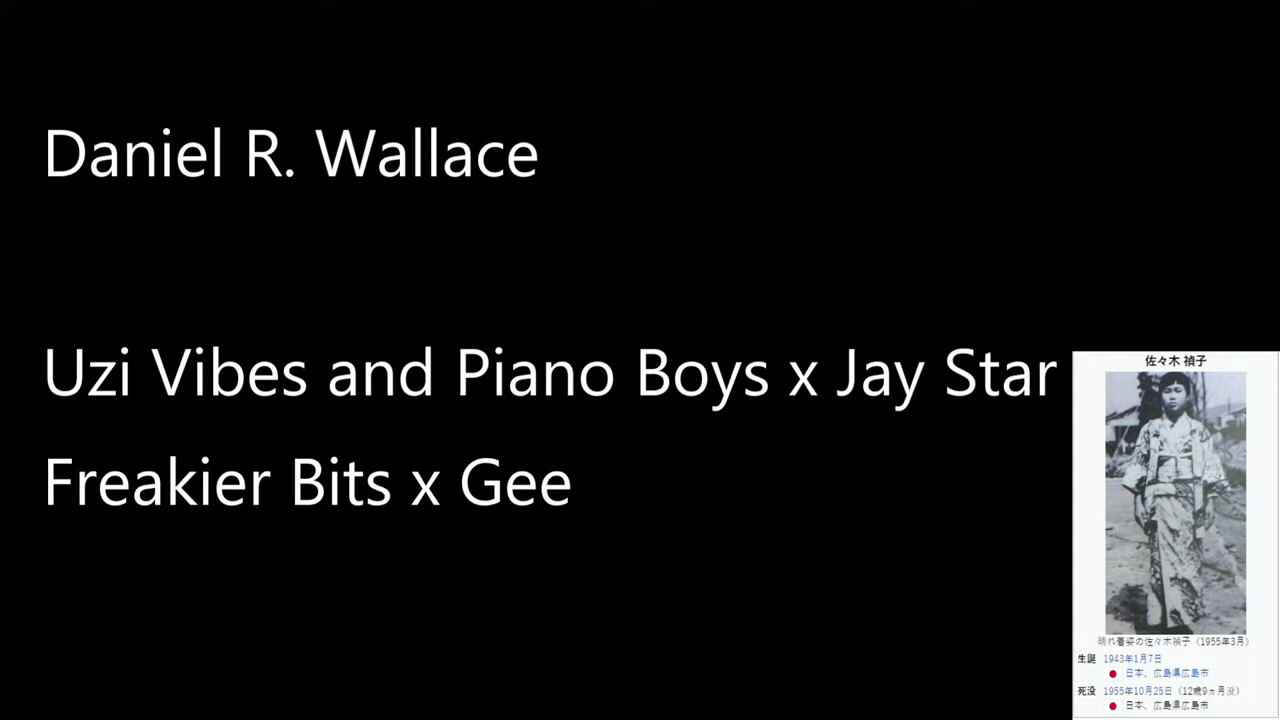 Daniel R. Wallace
Uzi Vibes and Piano Boys x Jay Star
Freakier Bits x Gee
佐々木 禎子
晴れ着姿の佐々木禎子（1955年3月）
生誕 1943年1月7日
日本、広島県広島市
死没 1955年10月25日（12歳9ヵ月没）
日本、広島県広島市